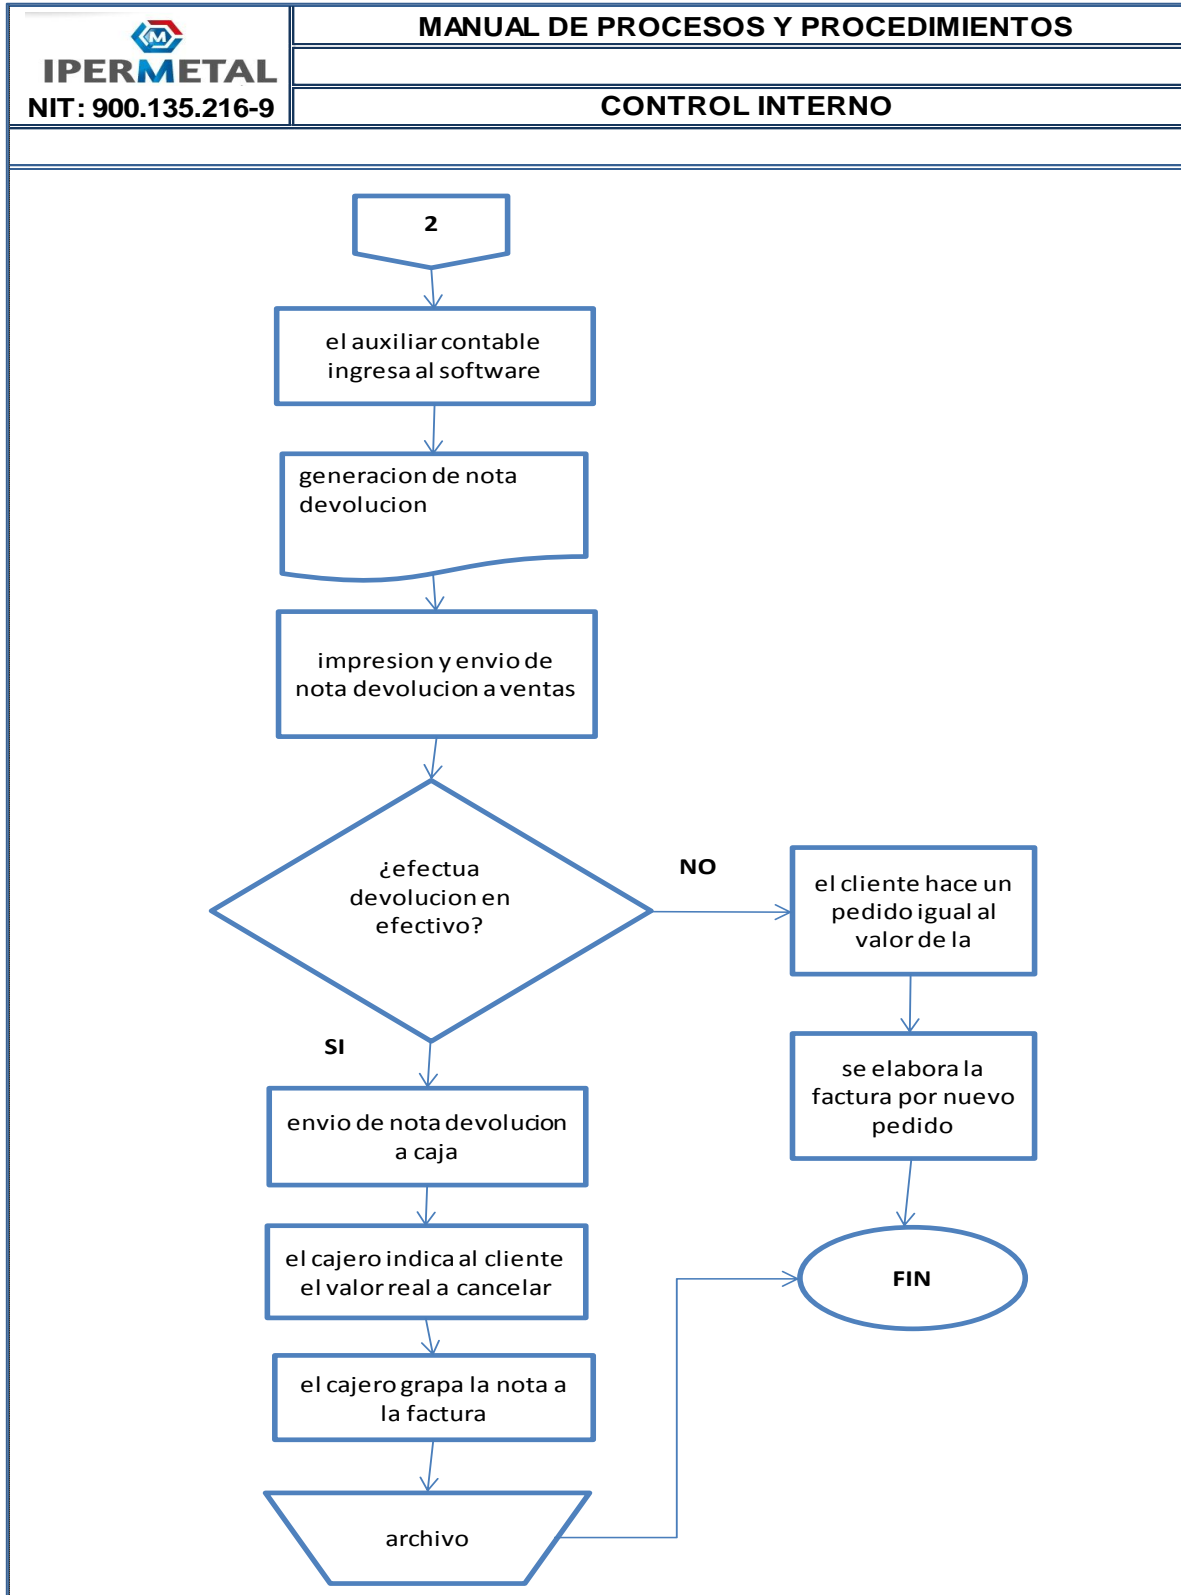 MANUAL DE PROCESOS Y PROCEDIMIENTOS
IPERMETAL
NIT: 900.135.216-9
CONTROL INTERNO
2
el auxiliar contable
ingresa al software
generacion de nota
devolucion
impresion y envio de
nota devolucion a ventas
¿efectua
devolucion en
efectivo?
NO
el cliente hace un
pedido igual al
valor de la
SI
se elabora la
factura por nuevo
pedido
envio de nota devolucion
a caja
el cajero indica al cliente
el valor real a cancelar
FIN
el cajero grapa la nota a
la factura
archivo